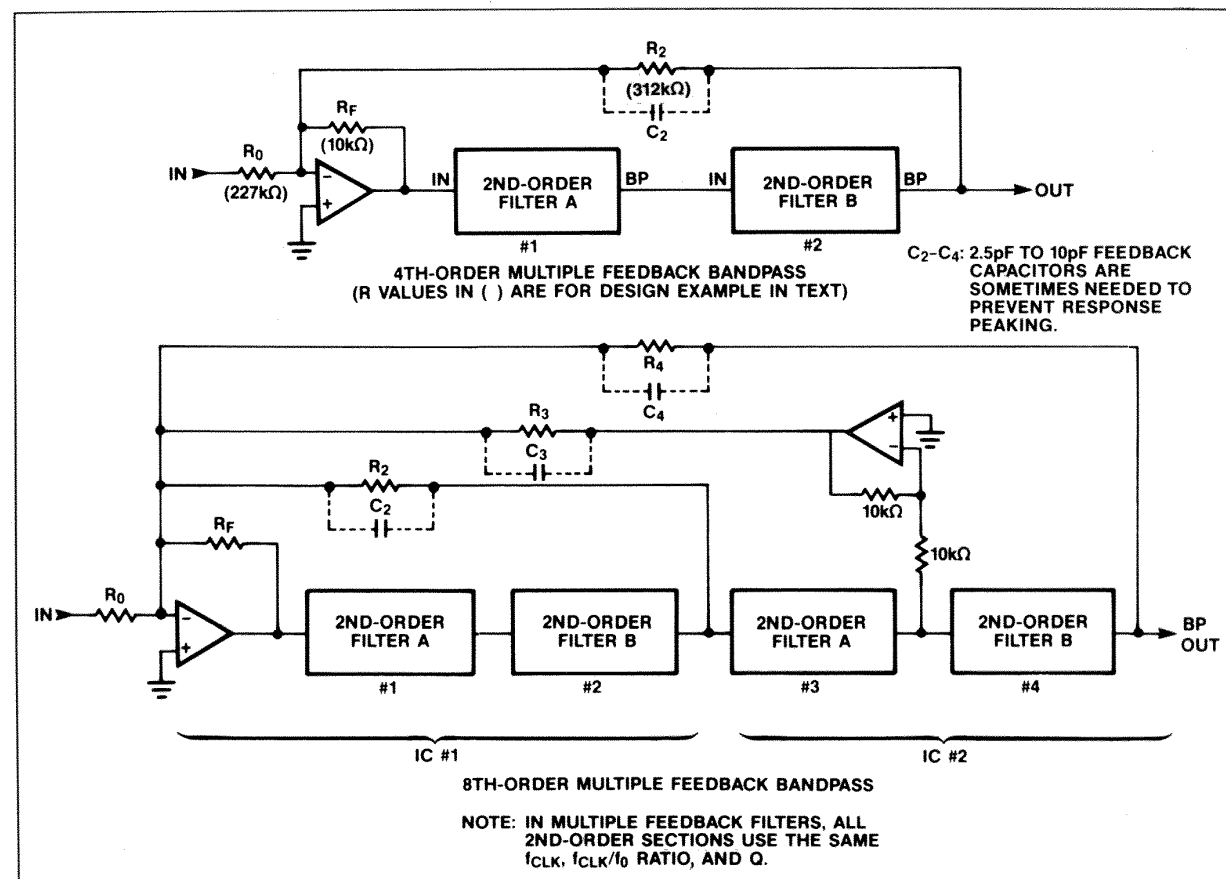 R2
(312kΩ)
C2
RF
(10kΩ)
R0
IN
(227kΩ)
−
+
IN
2ND-ORDER
FILTER A
BP
#1
IN
2ND-ORDER
FILTER B
BP
#2
OUT
4TH-ORDER MULTIPLE FEEDBACK BANDPASS
(R VALUES IN ( ) ARE FOR DESIGN EXAMPLE IN TEXT)
C2–C4: 2.5pF TO 10pF FEEDBACK
CAPACITORS ARE
SOMETIMES NEEDED TO
PREVENT RESPONSE
PEAKING.
R4
C4
R3
C3
+
−
R2
C2
10kΩ
RF
10kΩ
R0
IN
−
+
2ND-ORDER
FILTER A
#1
2ND-ORDER
FILTER B
#2
2ND-ORDER
FILTER A
#3
2ND-ORDER
FILTER B
#4
BP
OUT
IC #1
IC #2
8TH-ORDER MULTIPLE FEEDBACK BANDPASS
NOTE: IN MULTIPLE FEEDBACK FILTERS, ALL
2ND-ORDER SECTIONS USE THE SAME
fCLK, fCLK/f0 RATIO, AND Q.